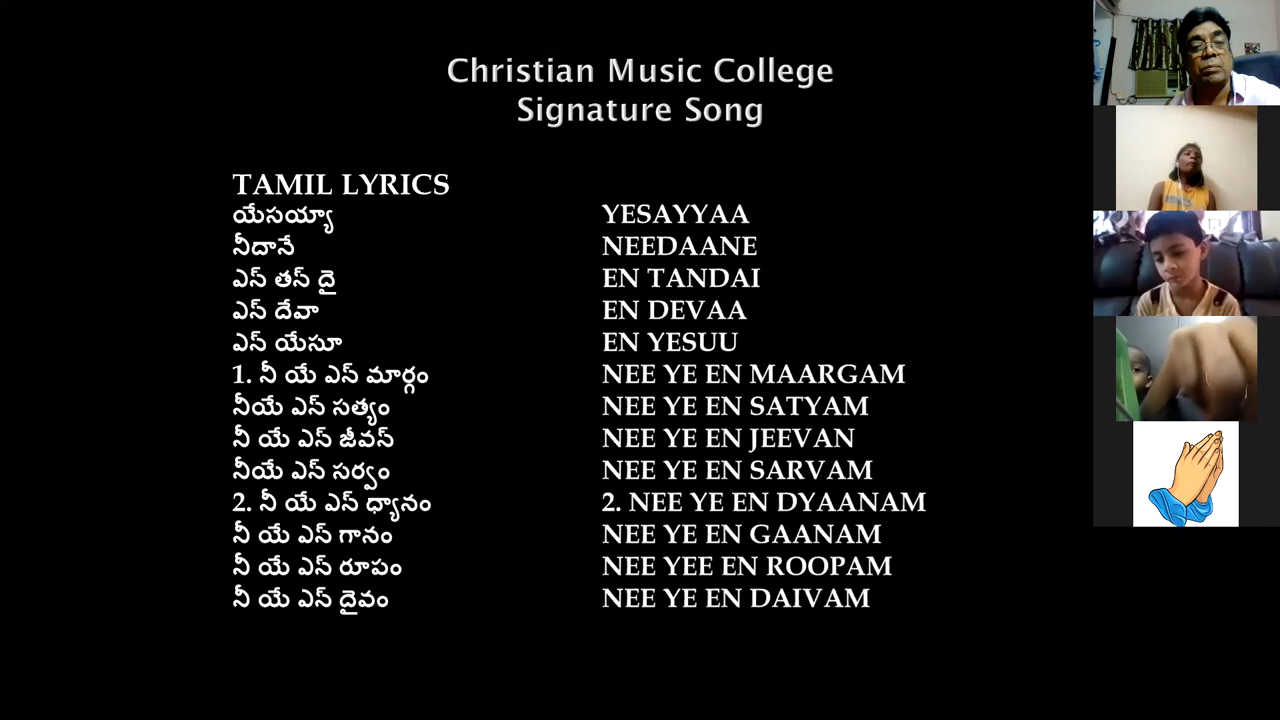 Christian Music College
Signature Song
TAMIL LYRICS
యేసయ్యా YESAYYAA
నీదానే NEEDAANE
ఎస్ తస్ దై EN TANDAI
ఎస్ దేవా EN DEVAA
ఎస్ యేసూ EN YESUU
1. నీ యే ఎస్ మార్గం NEE YE EN MAARGAM
నీయే ఎస్ సత్యం NEE YE EN SATYAM
నీ యే ఎస్ జీవస్ NEE YE EN JEEVAN
నీయే ఎస్ సర్వం NEE YE EN SARVAM
2. నీ యే ఎస్ ధ్యానం 2. NEE YE EN DYAANAM
నీ యే ఎస్ గానం NEE YE EN GAANAM
నీ యే ఎస్ రూపం NEE YEE EN ROOPAM
నీ యే ఎస్ దైవం NEE YE EN DAIVAM